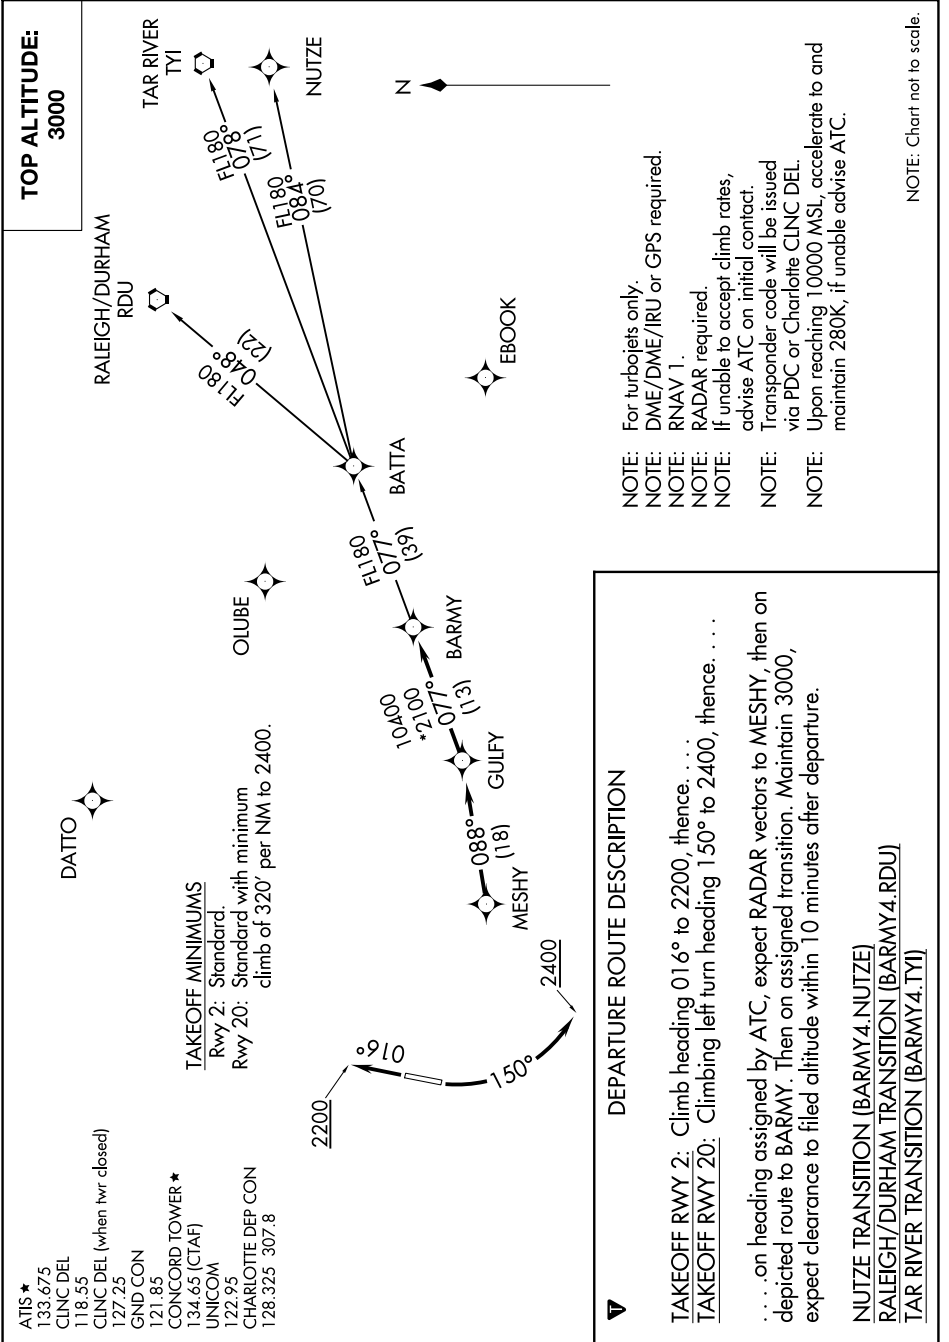 TOP ALTITUDE:
3000
ATIS ★
133.675
CLNC DEL
118.55
CLNC DEL (when twr closed)
127.25
GND CON
121.85
CONCORD TOWER ★
134.65 (CTAF)
UNICOM
122.95
CHARLOTTE DEP CON
128.325 307.8
TAKEOFF MINIMUMS
Rwy 2: Standard.
Rwy 20: Standard with minimum
climb of 320' per NM to 2400.
DATTO
OLUBE
RALEIGH/DURHAM
RDU
TAR RIVER
TYI
NUTZE
N
FL180
048°
(22)
FL180
078°
(71)
FL180
084°
(70)
BATTA
EBOOK
FL180
077°
(39)
BARMY
10400
*2100
077°
(13)
GULFY
088°
(18)
MESHY
2200
016°
150°
2400
NOTE: For turbojets only.
NOTE: DME/DME/IRU or GPS required.
NOTE: RNAV 1.
NOTE: RADAR required.
NOTE: If unable to accept climb rates,
advise ATC on initial contact.
NOTE: Transponder code will be issued
via PDC or Charlotte CLNC DEL.
NOTE: Upon reaching 10000 MSL, accelerate to and
maintain 280K, if unable advise ATC.
NOTE: Chart not to scale.
T
DEPARTURE ROUTE DESCRIPTION
TAKEOFF RWY 2: Climb heading 016° to 2200, thence. . . .
TAKEOFF RWY 20: Climbing left turn heading 150° to 2400, thence. . . .
. . . .on heading assigned by ATC, expect RADAR vectors to MESHY, then on
depicted route to BARMY. Then on assigned transition. Maintain 3000,
expect clearance to filed altitude within 10 minutes after departure.
NUTZE TRANSITION (BARMY4.NUTZE)
RALEIGH/DURHAM TRANSITION (BARMY4.RDU)
TAR RIVER TRANSITION (BARMY4.TYI)